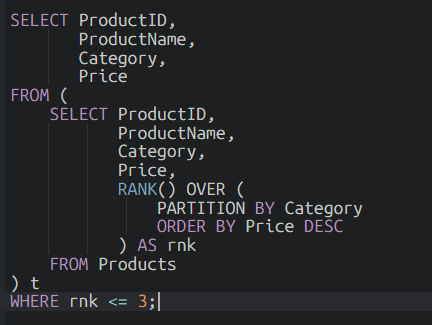 SELECT ProductID,
       ProductName,
       Category,
       Price
FROM (
    SELECT ProductID,
           ProductName,
           Category,
           Price,
           RANK() OVER (
               PARTITION BY Category
               ORDER BY Price DESC
           ) AS rnk
    FROM Products
) t
WHERE rnk <= 3;